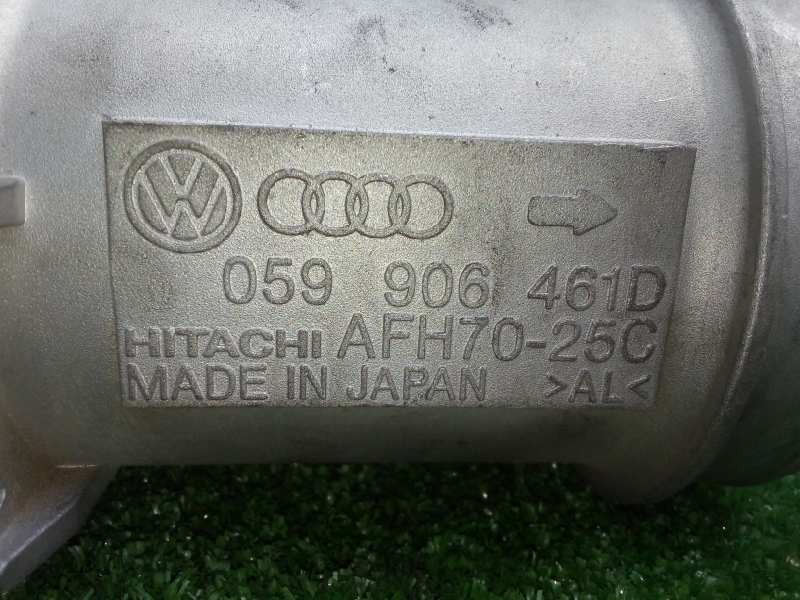 059 906 461D
HITACHI AFH70-25C
MADE IN JAPAN >AL<